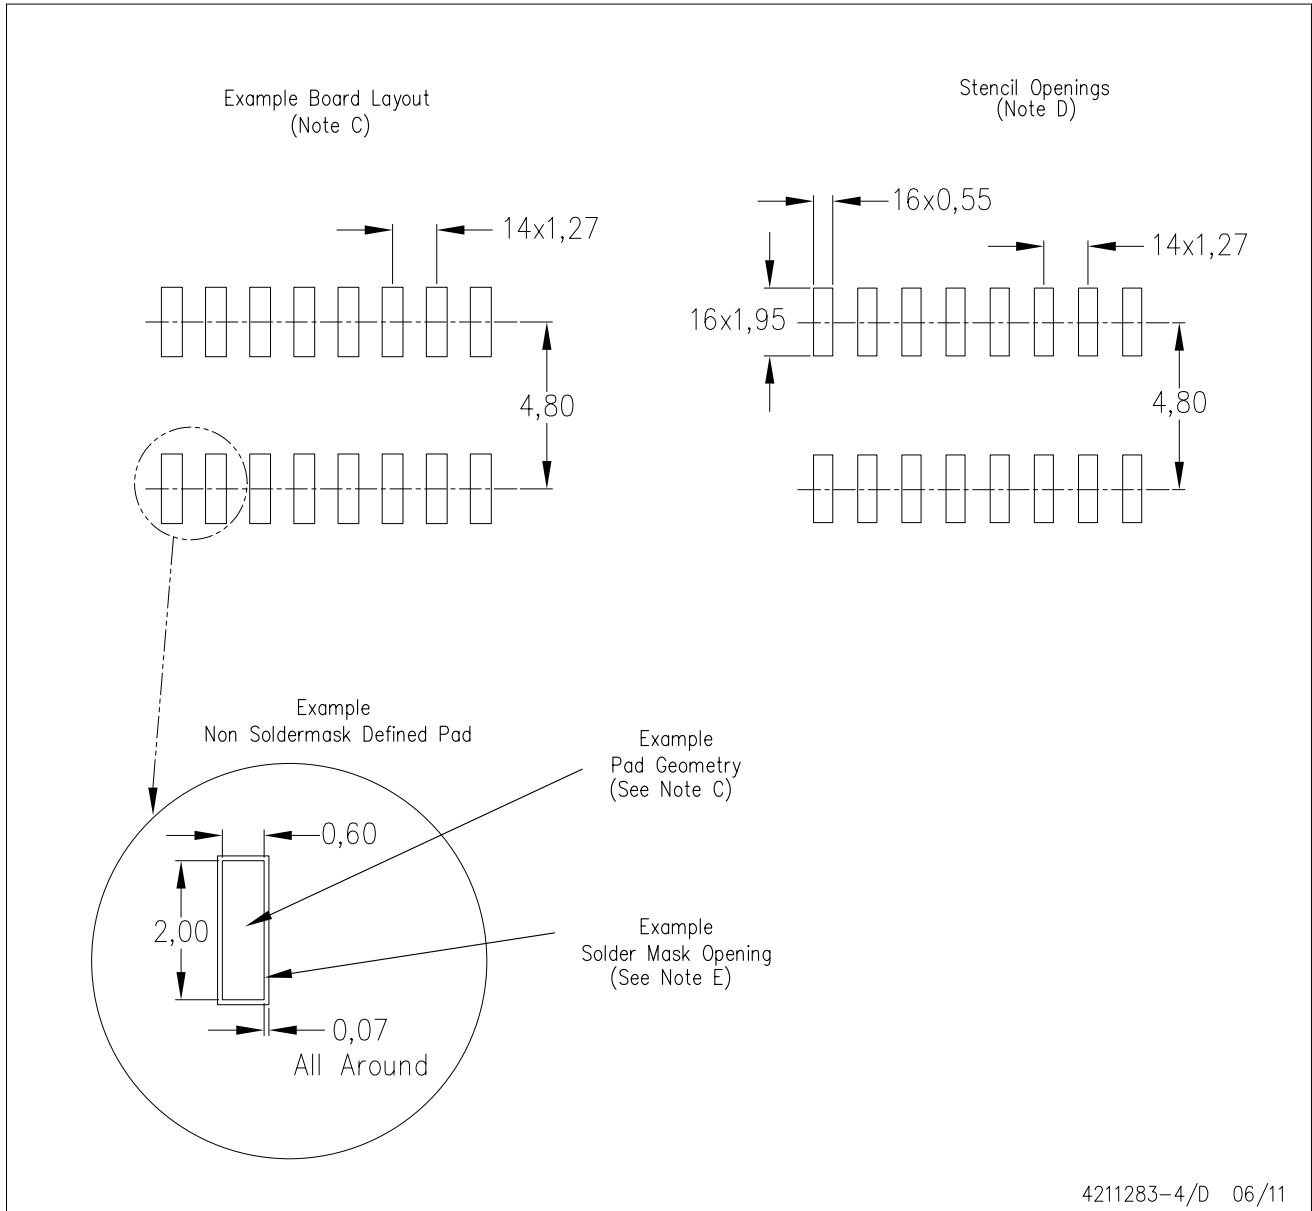 Example Board Layout
(Note C)
Stencil Openings
(Note D)
16x0,55
14x1,27
14x1,27
16x1,95
4,80
4,80
Example
Non Soldermask Defined Pad
Example
Pad Geometry
(See Note C)
0,60
2,00
Example
Solder Mask Opening
(See Note E)
0,07
All Around
4211283-4/D 06/11